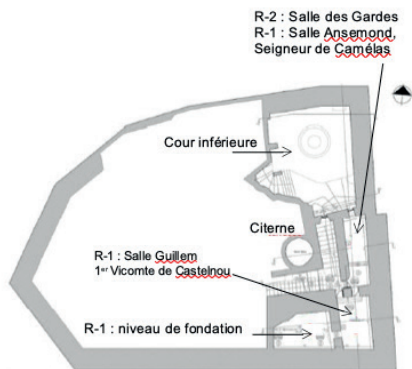 R-2 : Salle des Gardes
R-1 : Salle Ansemond,
Seigneur de Camélas
Cour inférieure
Citerne
R-1 : Salle Guillem
1er Vicomte de Castelnou
R-1 : niveau de fondation